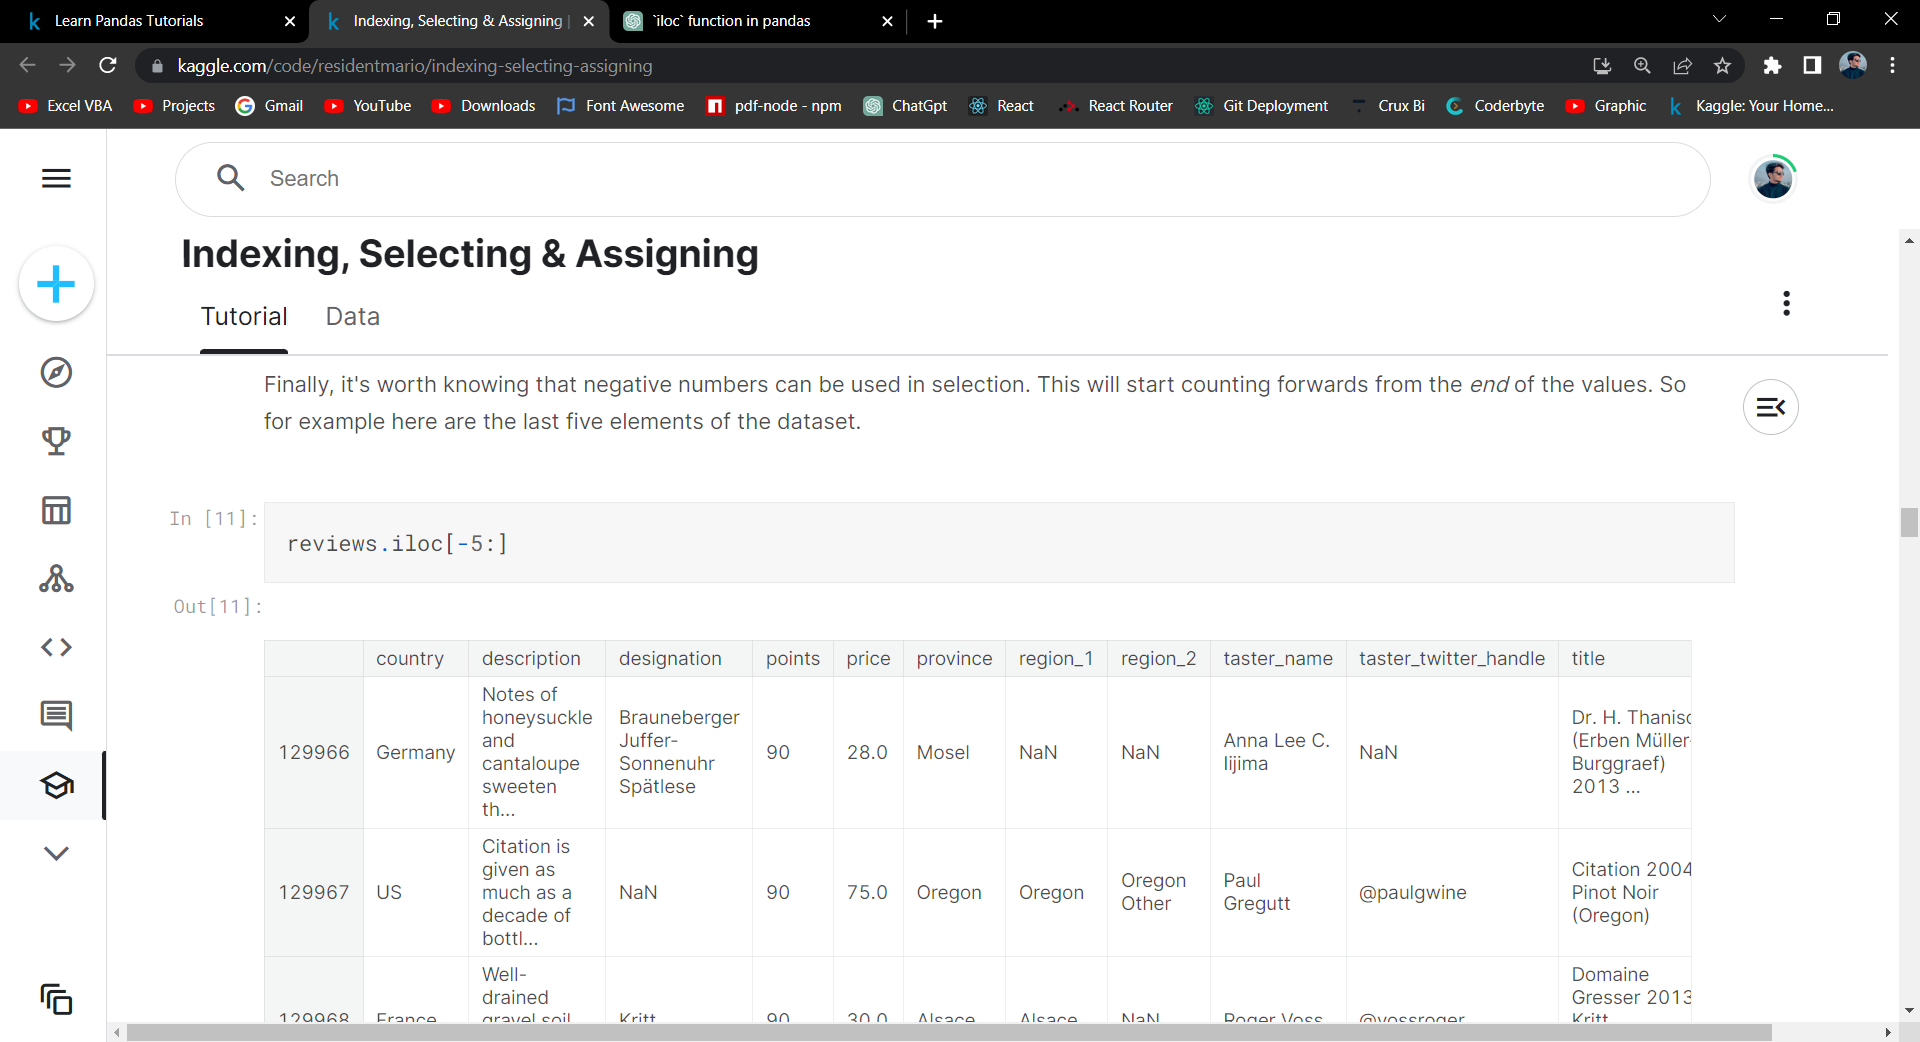 Learn Pandas Tutorials
Indexing, Selecting & Assigning |
`iloc` function in pandas
kaggle.com/code/residentmario/indexing-selecting-assigning
Excel VBA Projects Gmail YouTube Downloads Font Awesome pdf-node - npm ChatGpt React React Router Git Deployment Crux Bi Coderbyte Graphic Kaggle: Your Home...
Search
Indexing, Selecting & Assigning
Tutorial Data
Finally, it's worth knowing that negative numbers can be used in selection. This will start counting forwards from the end of the values. So
for example here are the last five elements of the dataset.
In [11]:
reviews.iloc[-5:]
Out[11]:
country description designation points price province region_1 region_2 taster_name taster_twitter_handle title
129966
Germany
Notes of
honeysuckle
and
cantaloupe
sweeten
th...
Brauneberger
Juffer-
Sonnenuhr
Spätlese
90
28.0
Mosel
NaN
NaN
Anna Lee C.
Iijima
NaN
Dr. H. Thanisc
(Erben Müller-
Burggraef)
2013 ...
129967
US
Citation is
given as
much as a
decade of
bottl...
NaN
90
75.0
Oregon
Oregon
Oregon
Other
Paul
Gregutt
@paulgwine
Citation 2004
Pinot Noir
(Oregon)
129968
France
Well-
drained
gravel soil
Kritt
90
30.0
Alsace
Alsace
NaN
Roger Voss
@vossroger
Domaine
Gresser 2013
Kritt